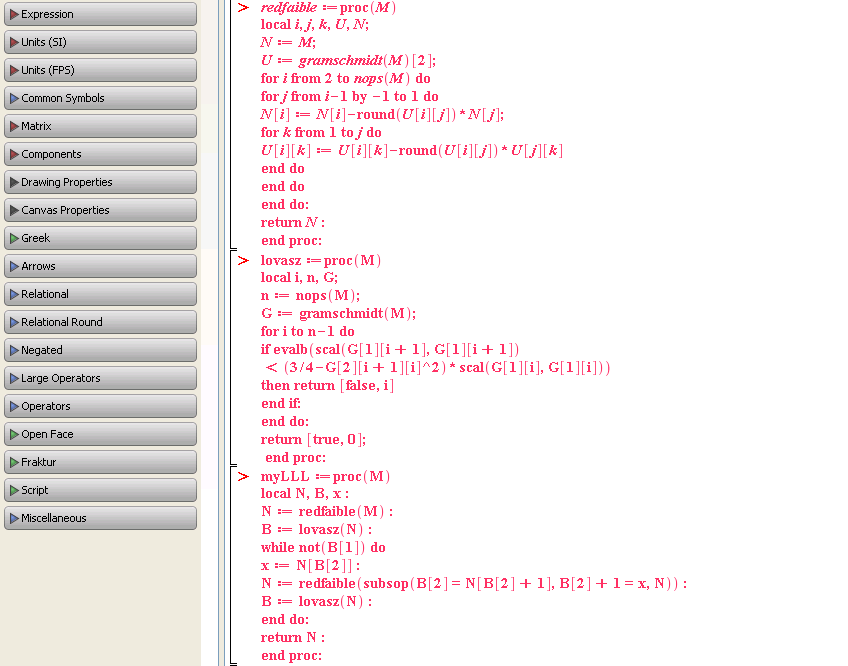 Expression
Units (SI)
Units (FPS)
Common Symbols
Matrix
Components
Drawing Properties
Canvas Properties
Greek
Arrows
Relational
Relational Round
Negated
Large Operators
Operators
Open Face
Fraktur
Script
Miscellaneous
> redfaible := proc(M)
local i, j, k, U, N;
N := M;
U := gramschmidt(M)[2];
for i from 2 to nops(M) do
for j from i−1 by −1 to 1 do
N[i] := N[i]−round(U[i][j])*N[j];
for k from 1 to j do
U[i][k] := U[i][k]−round(U[i][j])*U[j][k]
end do
end do
end do:
return N :
end proc:
> lovasz := proc(M)
local i, n, G;
n := nops(M);
G := gramschmidt(M);
for i to n−1 do
if evalb(scal(G[1][i + 1], G[1][i + 1])
< (3/4−G[2][i + 1][i]^2)*scal(G[1][i], G[1][i]))
then return [false, i]
end if:
end do:
return [true, 0];
end proc:
> myLLL := proc(M)
local N, B, x :
N := redfaible(M) :
B := lovasz(N) :
while not(B[1]) do
x := N[B[2]] :
N := redfaible(subsop(B[2] = N[B[2] + 1], B[2] + 1 = x, N)) :
B := lovasz(N) :
end do:
return N :
end proc: